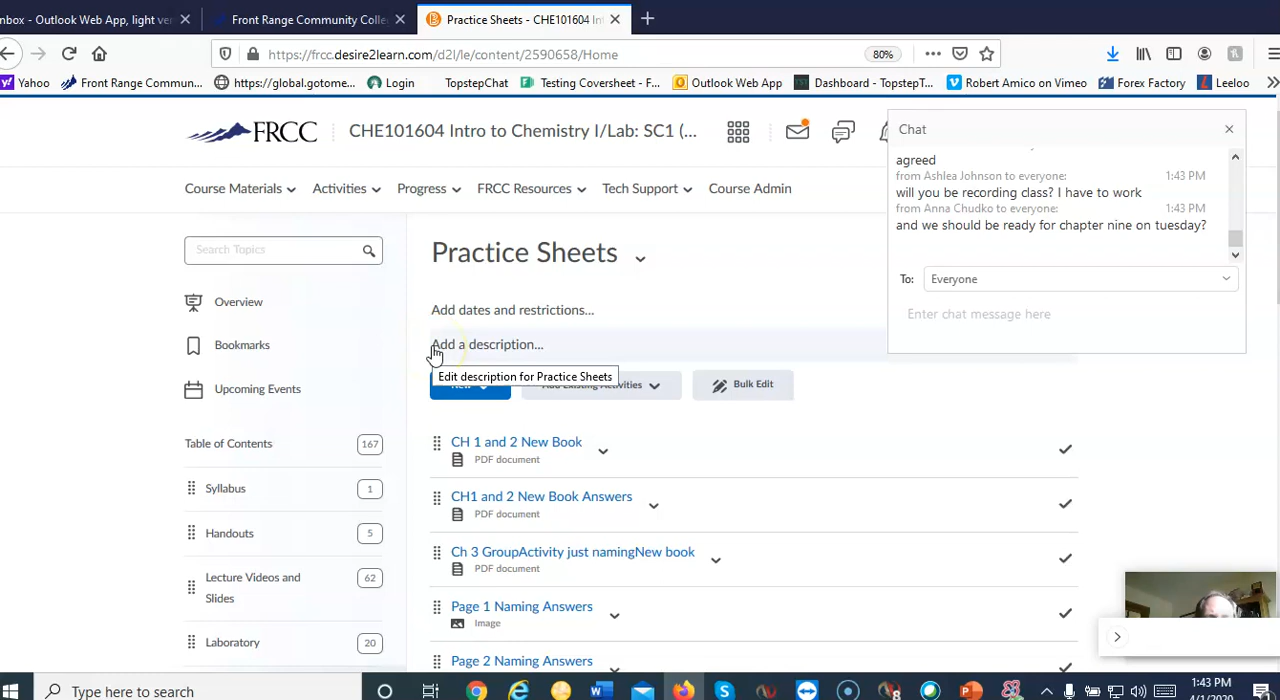 nbox - Outlook Web App, light ver
Front Range Community Colle
Practice Sheets - CHE101604 Int
https://frcc.desire2learn.com/d2l/le/content/2590658/Home
80%
Yahoo
Front Range Commun...
https://global.gotome...
Login
TopstepChat
Testing Coversheet - F...
Outlook Web App
Dashboard - TopstepT...
Robert Amico on Vimeo
Forex Factory
Leeloo
FRCC
CHE101604 Intro to Chemistry I/Lab: SC1 (...
Course Materials
Activities
Progress
FRCC Resources
Tech Support
Course Admin
Chat
agreed
from Ashlea Johnson to everyone: 1:43 PM
will you be recording class? I have to work
from Anna Chudko to everyone: 1:43 PM
and we should be ready for chapter nine on tuesday?
To: Everyone
Enter chat message here
Search Topics
Overview
Bookmarks
Upcoming Events
Table of Contents 167
Syllabus 1
Handouts 5
Lecture Videos and 62
Slides
Laboratory 20
Practice Sheets
Add dates and restrictions...
Add a description...
Edit description for Practice Sheets
New
Add Existing Activities
Bulk Edit
CH 1 and 2 New Book
PDF document
CH1 and 2 New Book Answers
PDF document
Ch 3 GroupActivity just namingNew book
PDF document
Page 1 Naming Answers
Image
Page 2 Naming Answers
Type here to search
1:43 PM
4/1/2020